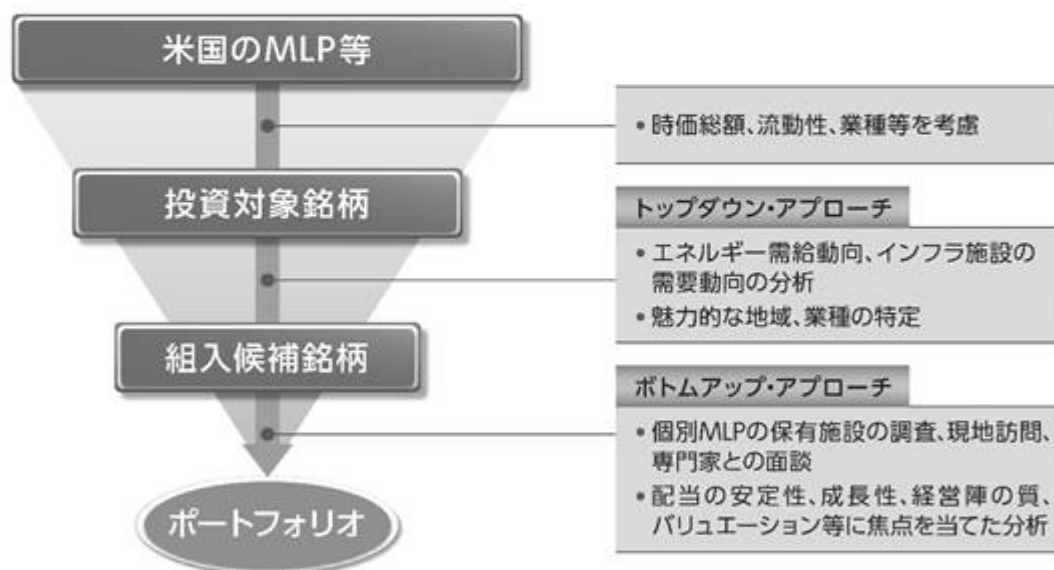 米国のMLP等
• 時価総額、流動性、業種等を考慮
投資対象銘柄
トップダウン・アプローチ
• エネルギー需給動向、インフラ施設の
需要動向の分析
• 魅力的な地域、業種の特定
組入候補銘柄
ボトムアップ・アプローチ
• 個別MLPの保有施設の調査、現地訪問、
専門家との面談
• 配当の安定性、成長性、経営陣の質、
バリュエーション等に焦点を当てた分析
ポートフォリオ